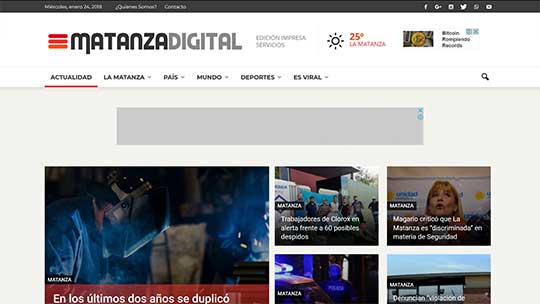 Miércoles, enero 24, 2018 ¿Quienes Somos? Contacto
MATANZADIGITAL
EDICIÓN IMPRESA
SERVICIOS
25°
LA MATANZA
Bitcoin
Rompiendo
Records
ACTUALIDAD LA MATANZA PAÍS MUNDO DEPORTES ES VIRAL
MATANZA
En los últimos dos años se duplicó
MATANZA
Trabajadores de Clorox en
alerta frente a 60 posibles
despidos
MATANZA
Magario criticó que La
Matanza es “discriminada” en
materia de Seguridad
MATANZA
MATANZA
Denuncian “violación de